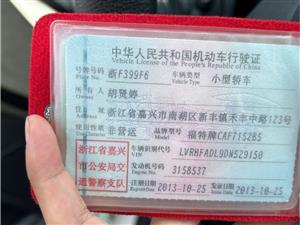 中华人民共和国机动车行驶证
Vehicle License of the People's Republic of China
号牌号码 浙F399F6 车辆类型 小型轿车
Plate No. Vehicle Type
所有人 胡贤婷
Owner
住址 浙江省嘉兴市南湖区新丰镇禾丰中路123号
Address
使用性质 非营运 品牌型号 福特牌CAF7152B5
Use Character Model
浙江省嘉 车辆识别代号 LVRHFADL9DN529150
VIN
兴市公安局交 发动机号码 3158537
Engine No.
通警察支队 注册日期 2013-10-25 发证日期 2013-10-25
Register Date Issue Date